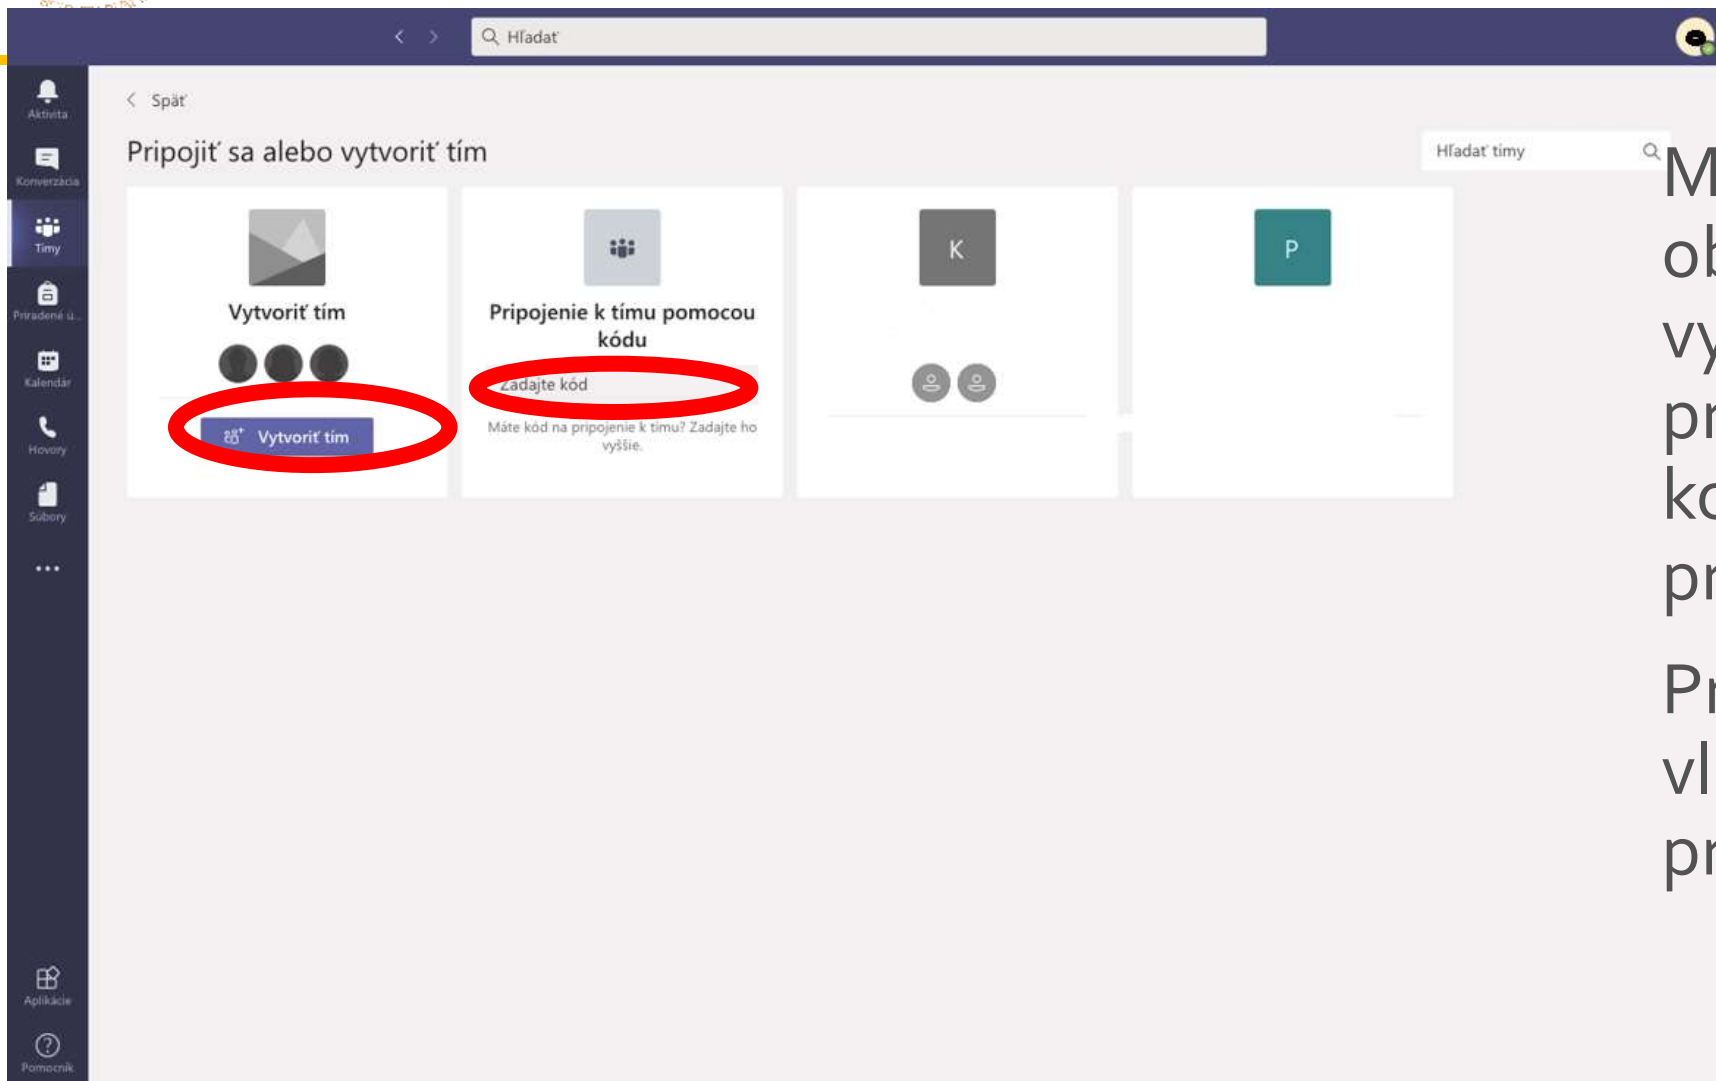 Hľadať
Aktivita
Konverzácia
Tímy
Priradené ú...
Kalendár
Hovory
Súbory
Aplikácie
Pomocník
Späť
Pripojiť sa alebo vytvoriť tím
Hľadať tímy
Vytvoriť tím
Vytvoriť tím
Pripojenie k tímu pomocou
kódu
Zadajte kód
Máte kód na pripojenie k tímu? Zadajte ho
vyššie.
K
P